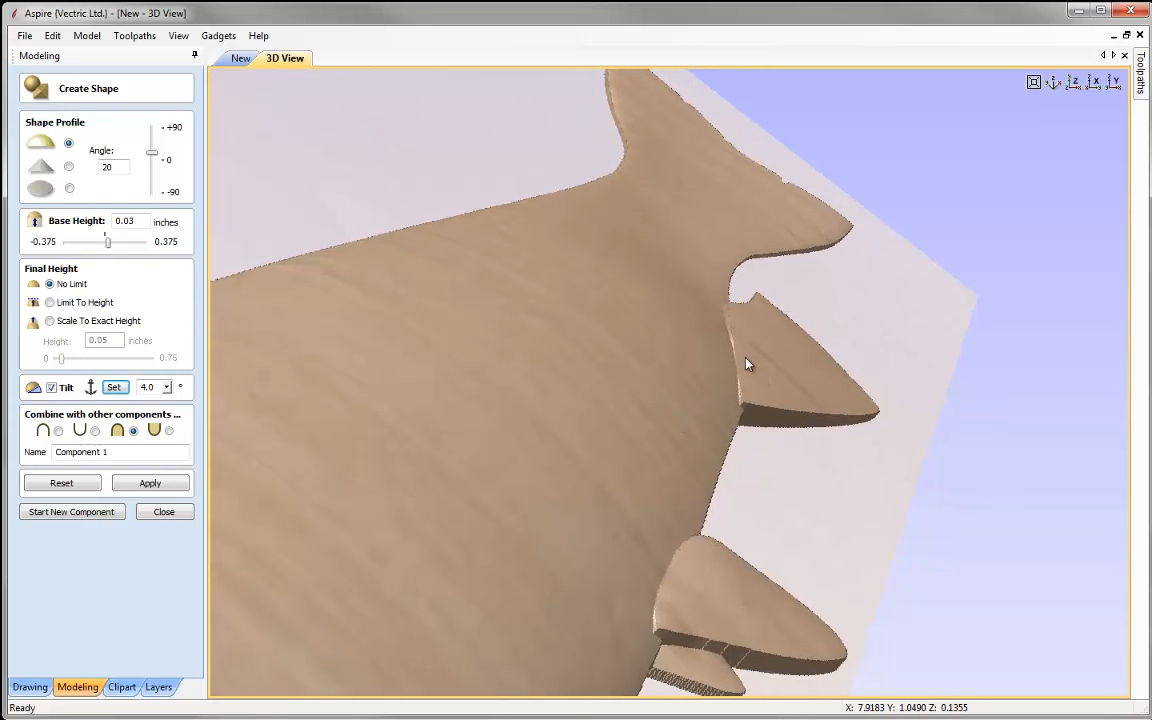 Aspire (Vectric Ltd.) - [New - 3D View]
File Edit Model Toolpaths View Gadgets Help
Modeling
New 3D View
Toolpaths
Z X Y
Create Shape
Shape Profile
+90
Angle:
0
20
-90
Base Height: 0.03 inches
-0.375 0.375
Final Height
No Limit
Limit To Height
Scale To Exact Height
Height: 0.05 inches
0 0.75
Tilt Set 4.0 °
Combine with other components ...
Name Component 1
Reset Apply
Start New Component Close
Drawing Modeling Clipart Layers
Ready X: 7.9183 Y: 1.0490 Z: 0.1355